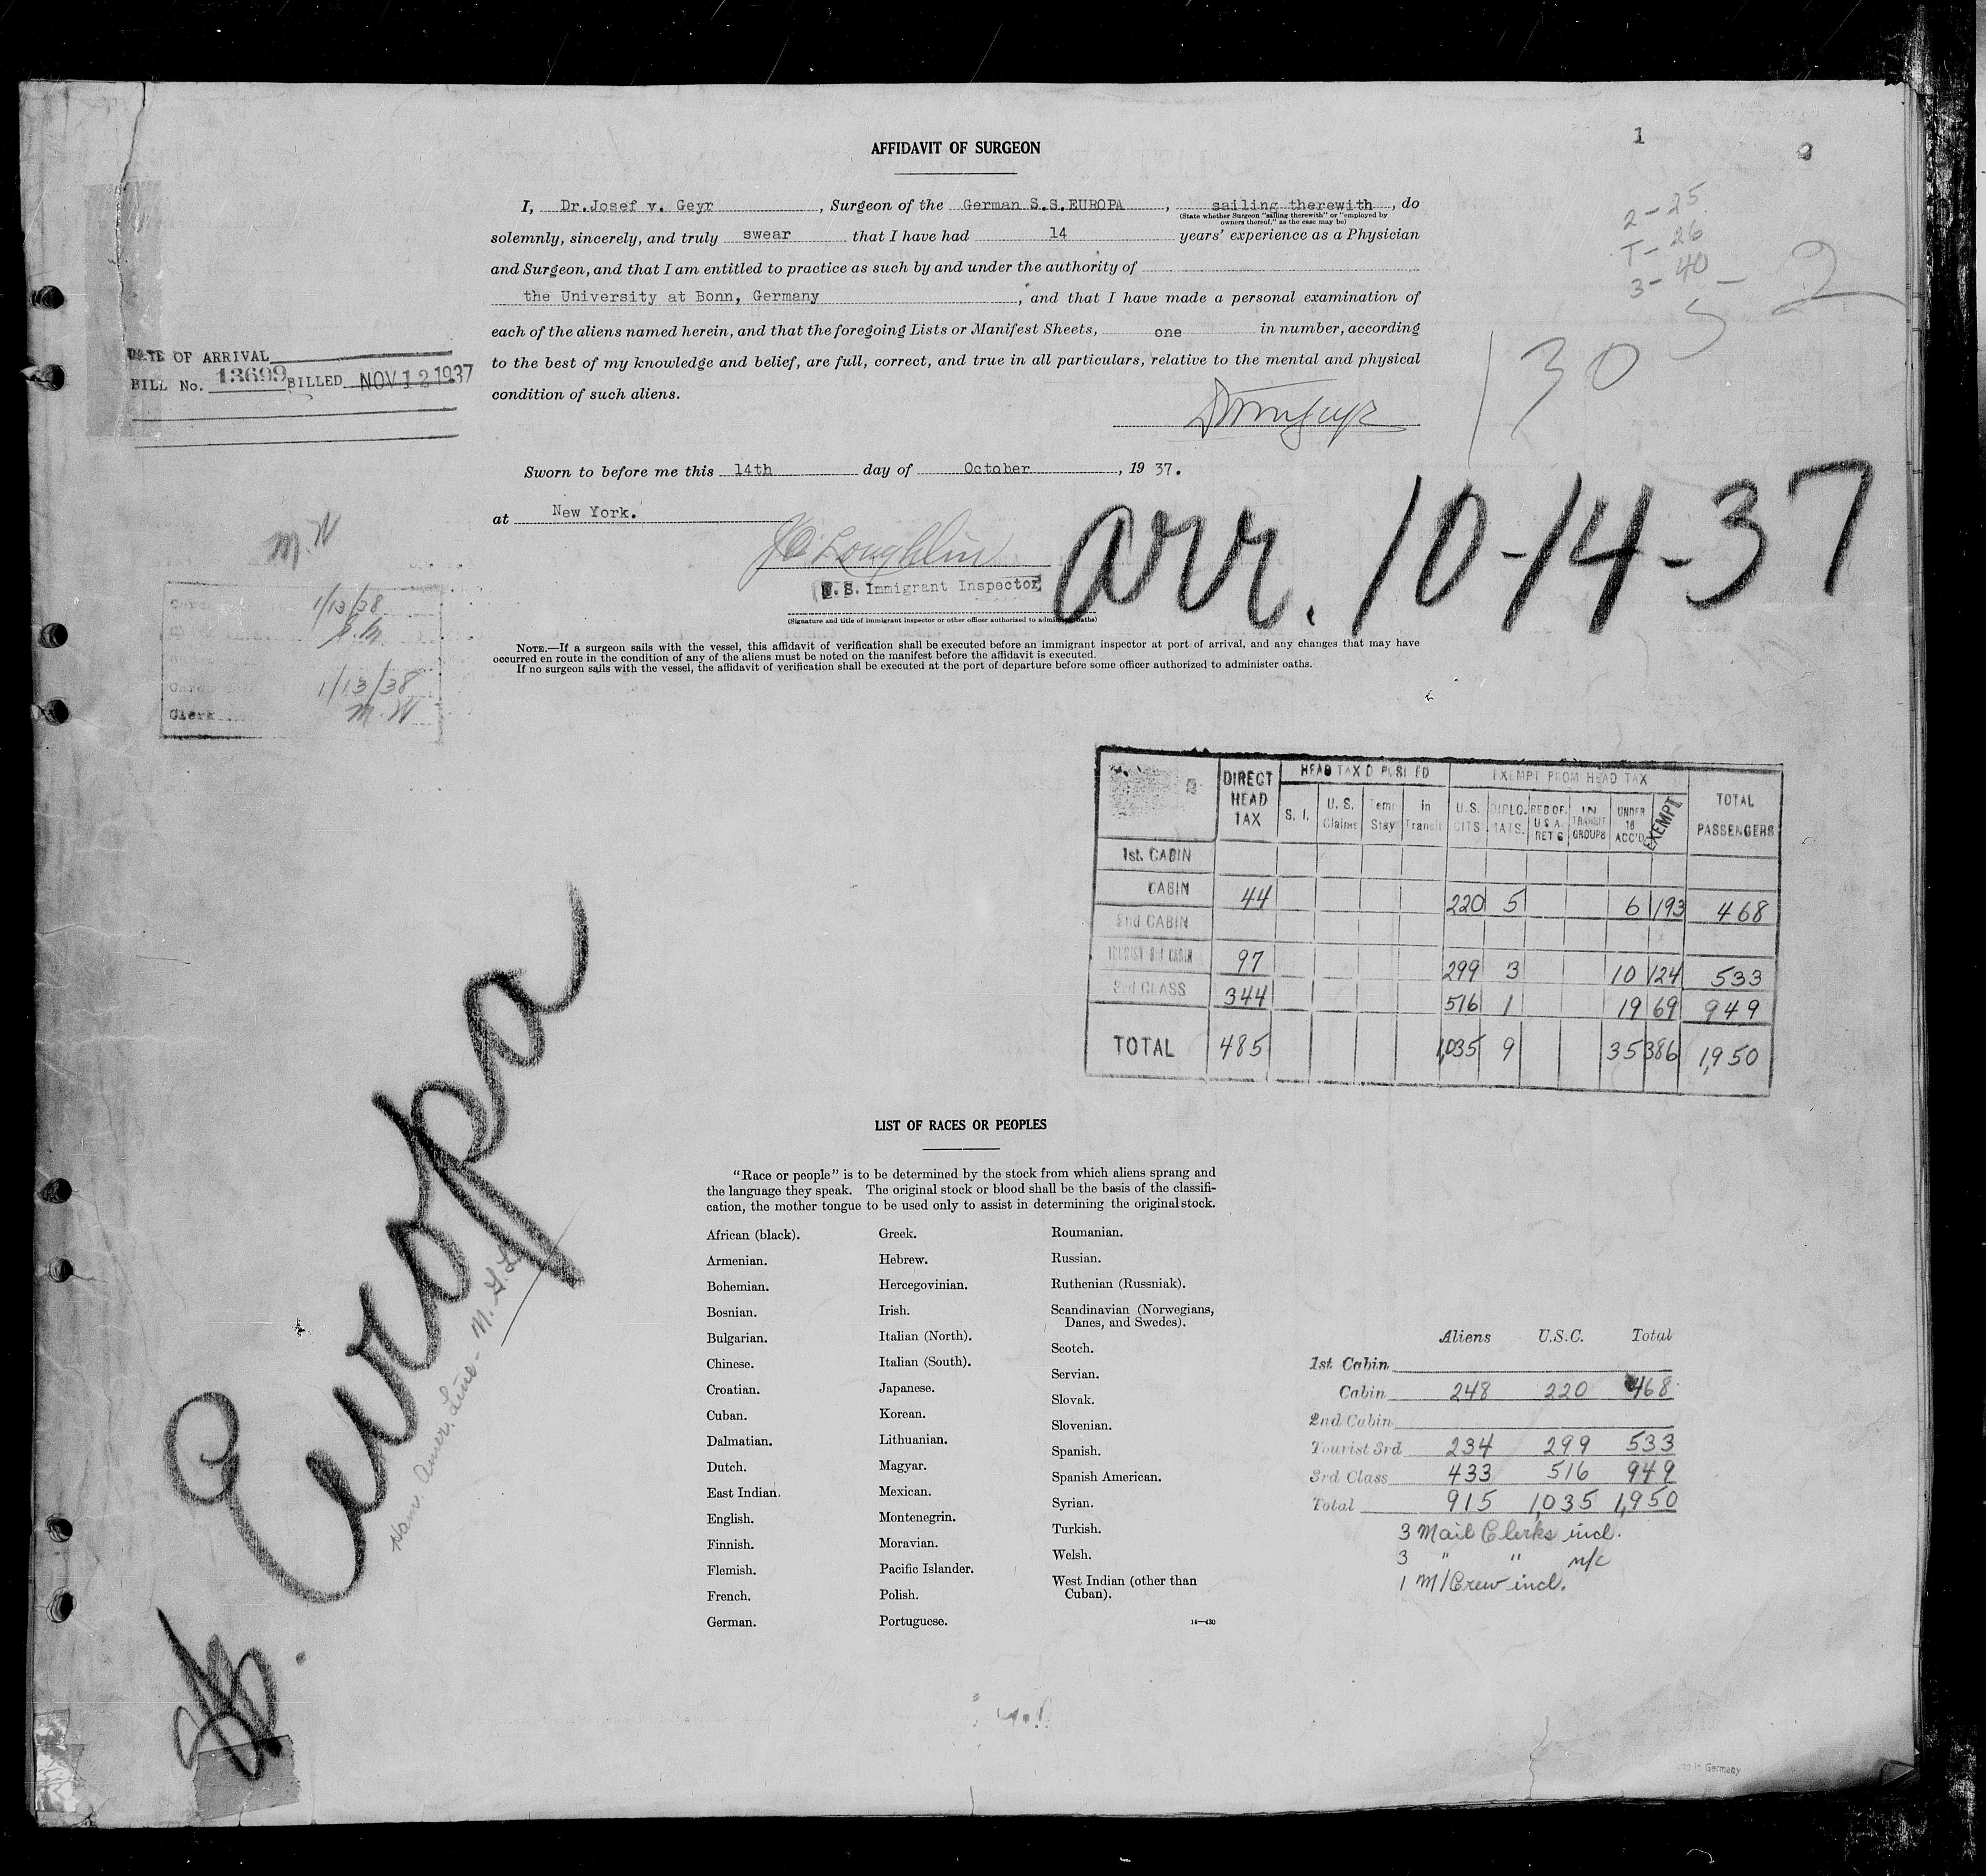 AFFIDAVIT OF SURGEON
1
2
2-25
T-26
3-40
2
1305
I, Dr.Josef v. Geyr, Surgeon of the German S.S.EUROPA, sailing therewith, do
(State whether Surgeon "sailing therewith" or "employed by
owners thereof," as the case may be)
solemnly, sincerely, and truly swear that I have had 14 years' experience as a Physician
and Surgeon, and that I am entitled to practice as such by and under the authority of
the University at Bonn, Germany, and that I have made a personal examination of
each of the aliens named herein, and that the foregoing Lists or Manifest Sheets, one in number, according
to the best of my knowledge and belief, are full, correct, and true in all particulars, relative to the mental and physical
condition of such aliens.
DATE OF ARRIVAL
BILL No. 13699 BILLED NOV 12 1937
Sworn to before me this 14th day of October, 19 37.
at New York.
J C Loughlin
U. S. Immigrant Inspector
(Signature and title of immigrant inspector or other officer authorized to administer oaths)
arr. 10-14-37
M.W
1/13/38
1/13/38
Clerk M.W
NOTE.—If a surgeon sails with the vessel, this affidavit of verification shall be executed before an immigrant inspector at port of arrival, and any changes that may have
occurred en route in the condition of any of the aliens must be noted on the manifest before the affidavit is executed.
If no surgeon sails with the vessel, the affidavit of verification shall be executed at the port of departure before some officer authorized to administer oaths.
DIRECT HEAD TAX
HEAD TAX D POSI ED
EXEMPT FROM HEAD TAX
TOTAL PASSENGERS
S. I. U. S. Claims Temp Stay in Transit U.S. CITS DIPLO. MATS. RES OF. U S A. RET G IN TRANSIT GROUPS UNDER 16 ACC'D EXEMPT
1st. CABIN
CABIN 44 220 5 6 193 468
2nd CABIN
TOURIST 3rd CABIN 97 299 3 10 124 533
3rd CLASS 344 516 1 19 69 949
TOTAL 485 1,035 9 35 386 1,950
Europa
Ham. Amer. Line - N. G. L.
LIST OF RACES OR PEOPLES
"Race or people" is to be determined by the stock from which aliens sprang and
the language they speak. The original stock or blood shall be the basis of the classifi-
cation, the mother tongue to be used only to assist in determining the original stock.
African (black).
Armenian.
Bohemian.
Bosnian.
Bulgarian.
Chinese.
Croatian.
Cuban.
Dalmatian.
Dutch.
East Indian.
English.
Finnish.
Flemish.
French.
German.
Greek.
Hebrew.
Hercegovinian.
Irish.
Italian (North).
Italian (South).
Japanese.
Korean.
Lithuanian.
Magyar.
Mexican.
Montenegrin.
Moravian.
Pacific Islander.
Polish.
Portuguese.
Roumanian.
Russian.
Ruthenian (Russniak).
Scandinavian (Norwegians,
Danes, and Swedes).
Scotch.
Servian.
Slovak.
Slovenian.
Spanish.
Spanish American.
Syrian.
Turkish.
Welsh.
West Indian (other than
Cuban).
14—430
Aliens U.S.C. Total
1st Cabin
Cabin 248 220 468
2nd Cabin
Tourist 3rd 234 299 533
3rd Class 433 516 949
Total 915 1,035 1,950
3 Mail Clerks incl.
3 " " n/c
1 M/Crew incl.
in Germany